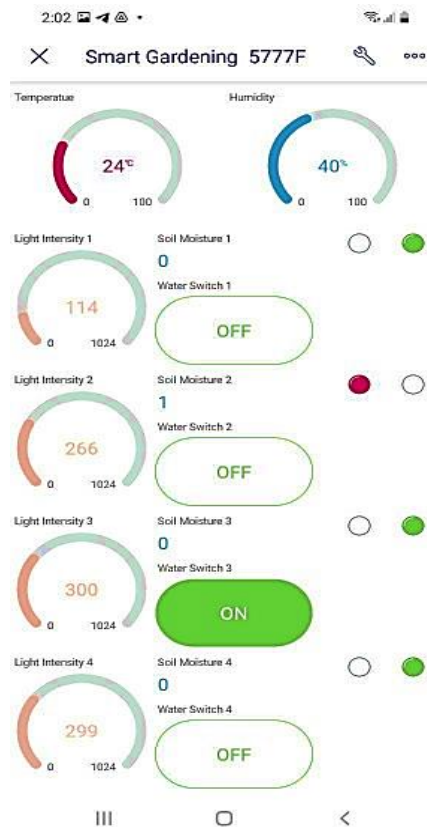 2:02
Smart Gardening 5777F
Temperatue Humidity
24°C 40%
0 100 0 100
Light Intensity 1 Soil Moisture 1
0
Water Switch 1
114
OFF
0 1024
Light Intensity 2 Soil Moisture 2
1
Water Switch 2
266
OFF
0 1024
Light Intensity 3 Soil Moisture 3
0
Water Switch 3
300
ON
0 1024
Light Intensity 4 Soil Moisture 4
0
Water Switch 4
299
OFF
0 1024